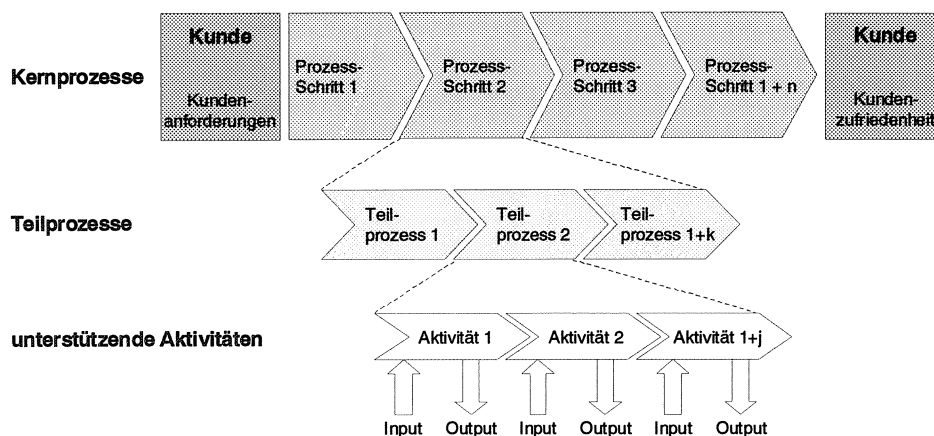 Kernprozesse
Kunde
Kunden-
anforderungen
Prozess-
Schritt 1
Prozess-
Schritt 2
Prozess-
Schritt 3
Prozess-
Schritt 1 + n
Kunde
Kunden-
zufriedenheit
Teilprozesse
Teil-
prozess 1
Teil-
prozess 2
Teil-
prozess 1+k
unterstützende Aktivitäten
Aktivität 1
Aktivität 2
Aktivität 1+j
Input
Output
Input
Output
Input
Output